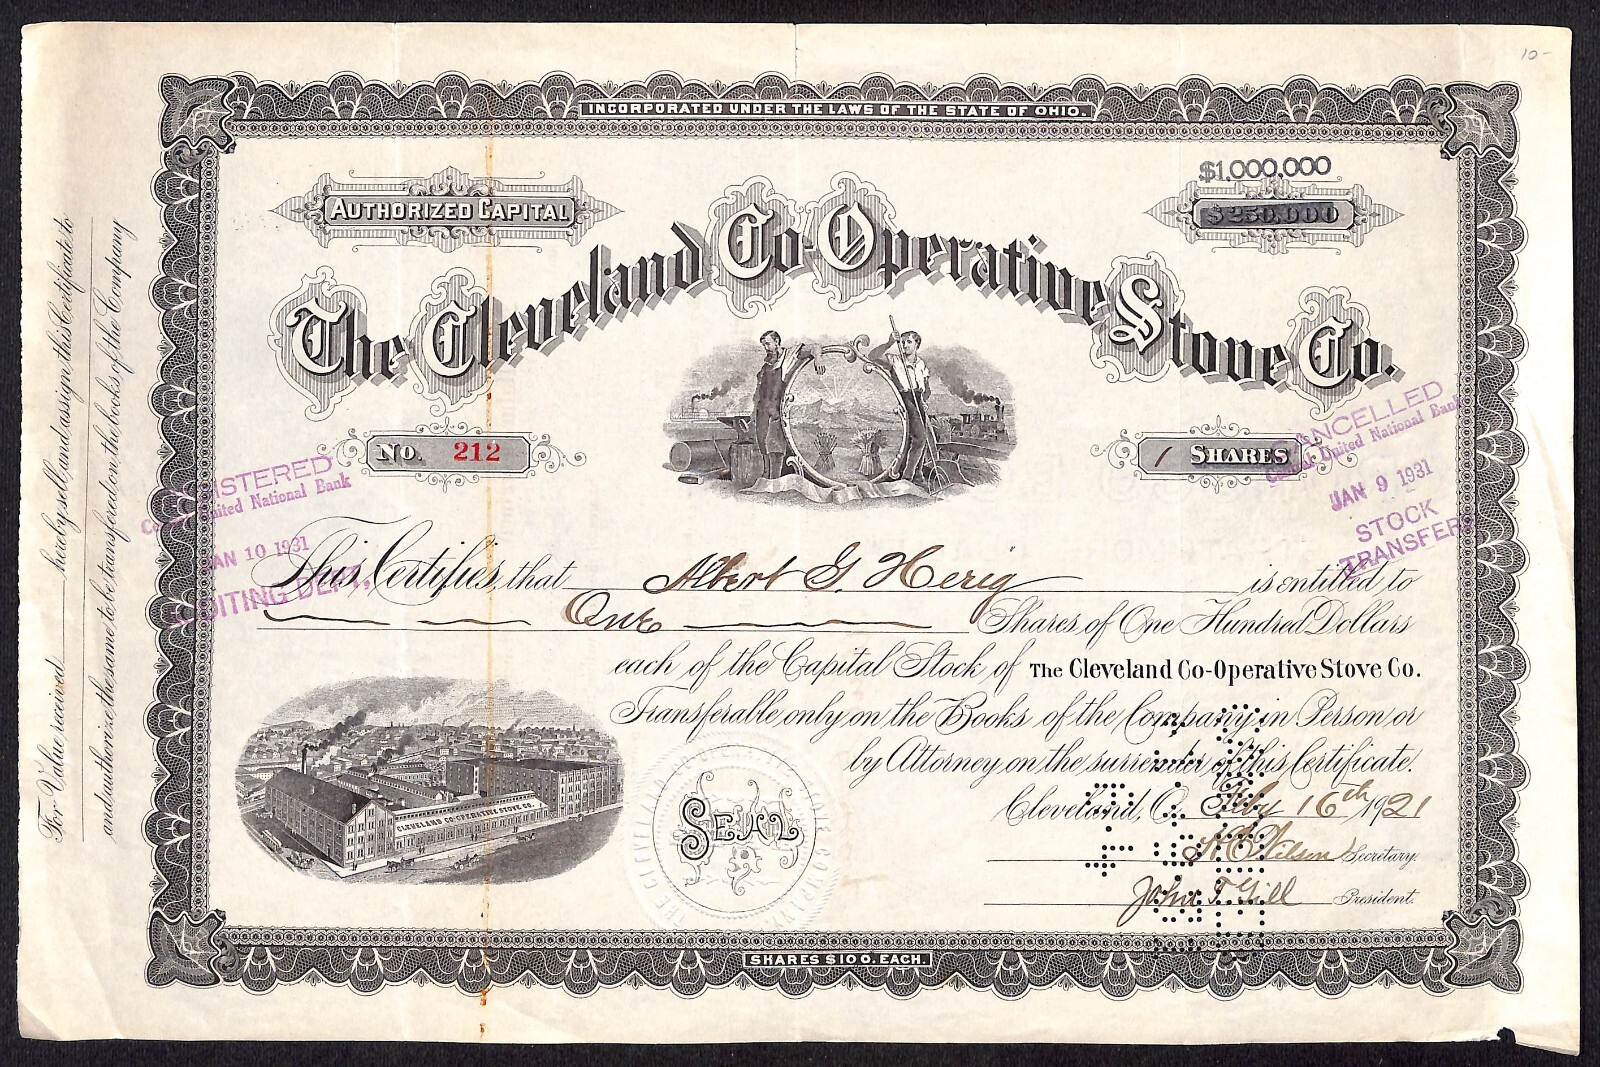 10-
INCORPORATED UNDER THE LAWS OF THE STATE OF OHIO.
$1,000,000
AUTHORIZED CAPITAL
$250,000
The Cleveland Co-Operative Stove Co.
No. 212
1 SHARES
CANCELLED
Central United National Bank
JAN 9 1931
STOCK
TRANSFER
REGISTERED
Central United National Bank
JAN 10 1931
AUDITING DEPT.
This Certifies, that Albert G. Herig is entitled to
One Shares, of One Hundred Dollars
each of the Capital Stock of The Cleveland Co-Operative Stove Co.
Transferable only on the Books of the Company in Person or
by Attorney on the surrender of this Certificate.
Cleveland, O. Feby 16th 1921
H C Wilson Secretary.
John T. Gill President.
CLEVELAND CO-OPERATIVE STOVE CO.
SEAL
SHARES $100. EACH.
For Value received hereby sell, and assign, this Certificate to
and authorize the same, to be, transferred on, the books, of the Company